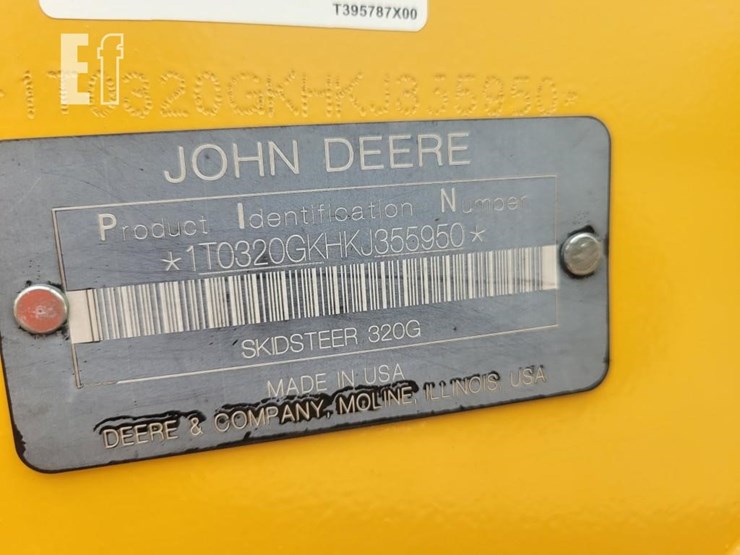 T395787X00
Ef
*1T0320GKHKJ355950*
JOHN DEERE
Product Identification Number
*1T0320GKHKJ355950*
SKIDSTEER 320G
MADE IN USA
DEERE & COMPANY, MOLINE, ILLINOIS USA